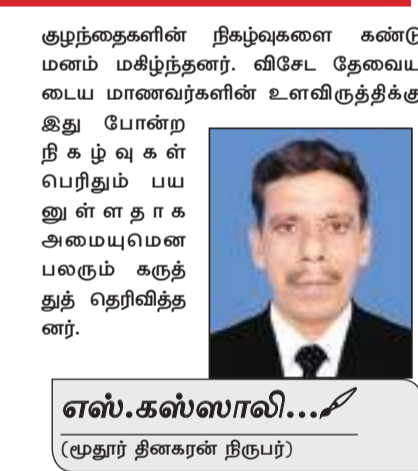 குழந்தைகளின் நிகழ்வுகளை கண்டு
மனம் மகிழ்ந்தனர். விசேட தேவைய
டைய மாணவர்களின் உளவிருத்திக்கு
இது போன்ற
நிகழ்வுகள்
பெரிதும் பய
னுள்ளதாக
அமையுமென
பலரும் கருத்
துத் தெரிவித்த
னர்.
எஸ்.கஸ்ஸாலி...
(மூதூர் தினகரன் நிருபர்)